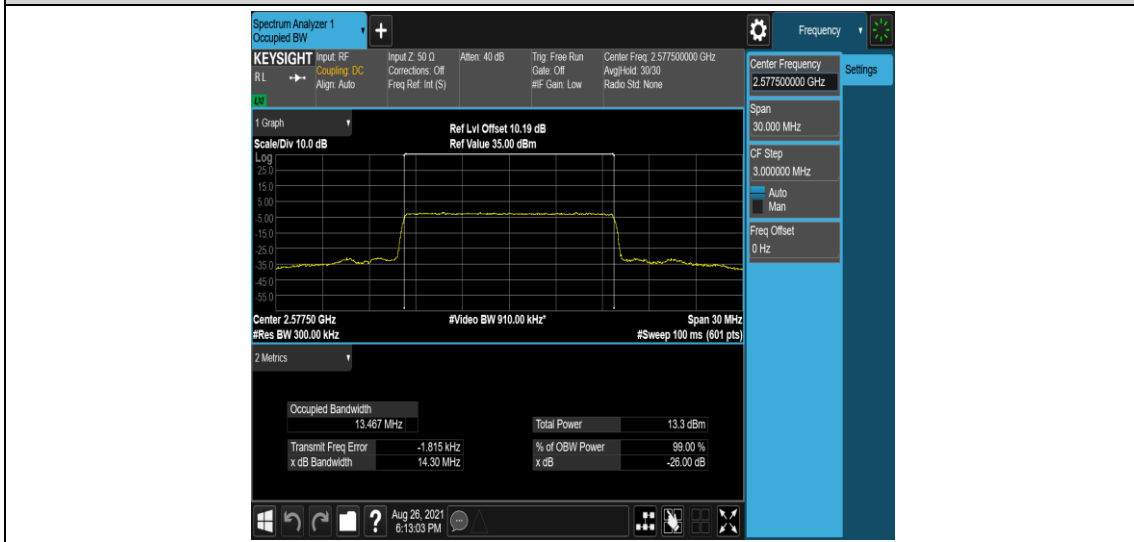 Spectrum Analyzer 1
Occupied BW
+
Frequency
KEYSIGHT
RL
Input: RF
Coupling: DC
Align: Auto
Input Z: 50 Ω
Corrections: Off
Freq Ref: Int (S)
Atten: 40 dB
Trig: Free Run
Gate: Off
#IF Gain: Low
Center Freq: 2.577500000 GHz
Avg|Hold: 30/30
Radio Std: None
Center Frequency
2.577500000 GHz
Settings
Span
30.000 MHz
CF Step
3.000000 MHz
Auto
Man
Freq Offset
0 Hz
1 Graph
Scale/Div 10.0 dB
Ref Lvl Offset 10.19 dB
Ref Value 35.00 dBm
Log
25.0
15.0
5.00
-5.00
-15.0
-25.0
-35.0
-45.0
-55.0
Center 2.57750 GHz
#Video BW 910.00 kHz*
Span 30 MHz
#Res BW 300.00 kHz
#Sweep 100 ms (601 pts)
2 Metrics
Occupied Bandwidth
13.467 MHz
Total Power 13.3 dBm
Transmit Freq Error -1.815 kHz
% of OBW Power 99.00 %
x dB Bandwidth 14.30 MHz
x dB -26.00 dB
?
Aug 26, 2021
6:13:03 PM